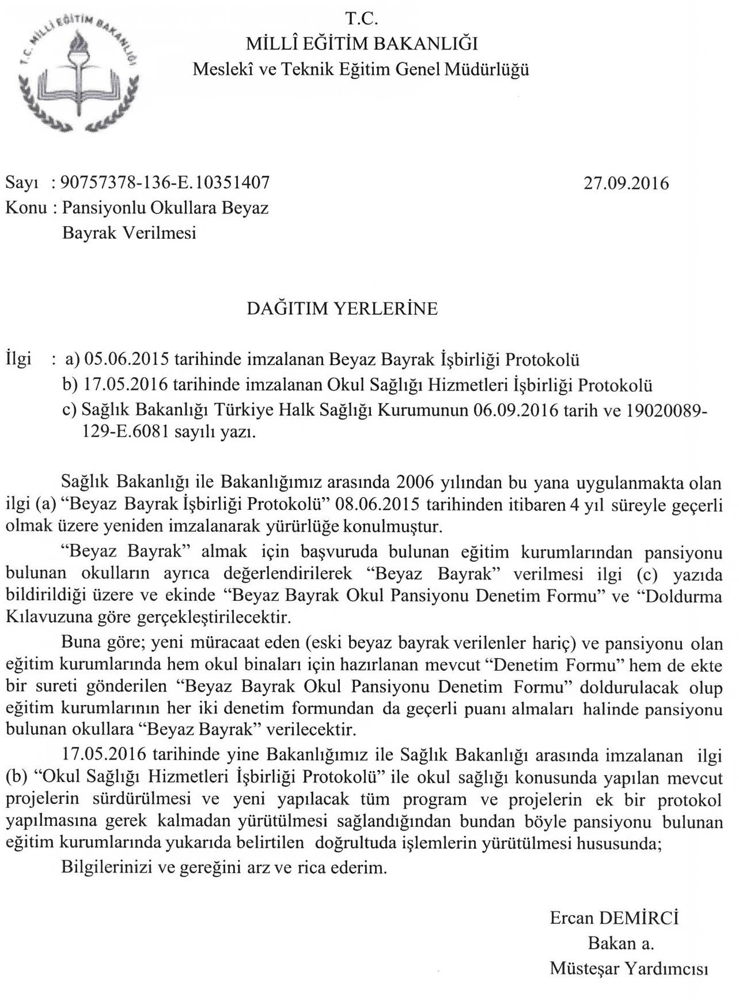 T.C. MİLLİ EĞİTİM BAKANLIĞI
T.C.
MİLLÎ EĞİTİM BAKANLIĞI
Meslekî ve Teknik Eğitim Genel Müdürlüğü
Sayı : 90757378-136-E.10351407 27.09.2016
Konu : Pansiyonlu Okullara Beyaz
Bayrak Verilmesi
DAĞITIM YERLERİNE
İlgi : a) 05.06.2015 tarihinde imzalanan Beyaz Bayrak İşbirliği Protokolü
b) 17.05.2016 tarihinde imzalanan Okul Sağlığı Hizmetleri İşbirliği Protokolü
c) Sağlık Bakanlığı Türkiye Halk Sağlığı Kurumunun 06.09.2016 tarih ve 19020089-
129-E.6081 sayılı yazı.
Sağlık Bakanlığı ile Bakanlığımız arasında 2006 yılından bu yana uygulanmakta olan
ilgi (a) “Beyaz Bayrak İşbirliği Protokolü” 08.06.2015 tarihinden itibaren 4 yıl süreyle geçerli
olmak üzere yeniden imzalanarak yürürlüğe konulmuştur.
“Beyaz Bayrak” almak için başvuruda bulunan eğitim kurumlarından pansiyonu
bulunan okulların ayrıca değerlendirilerek “Beyaz Bayrak” verilmesi ilgi (c) yazıda
bildirildiği üzere ve ekinde “Beyaz Bayrak Okul Pansiyonu Denetim Formu” ve “Doldurma
Kılavuzuna göre gerçekleştirilecektir.
Buna göre; yeni müracaat eden (eski beyaz bayrak verilenler hariç) ve pansiyonu olan
eğitim kurumlarında hem okul binaları için hazırlanan mevcut “Denetim Formu” hem de ekte
bir sureti gönderilen “Beyaz Bayrak Okul Pansiyonu Denetim Formu” doldurulacak olup
eğitim kurumlarının her iki denetim formundan da geçerli puanı almaları halinde pansiyonu
bulunan okullara “Beyaz Bayrak” verilecektir.
17.05.2016 tarihinde yine Bakanlığımız ile Sağlık Bakanlığı arasında imzalanan ilgi
(b) “Okul Sağlığı Hizmetleri İşbirliği Protokolü” ile okul sağlığı konusunda yapılan mevcut
projelerin sürdürülmesi ve yeni yapılacak tüm program ve projelerin ek bir protokol
yapılmasına gerek kalmadan yürütülmesi sağlandığından bundan böyle pansiyonu bulunan
eğitim kurumlarında yukarıda belirtilen doğrultuda işlemlerin yürütülmesi hususunda;
Bilgilerinizi ve gereğini arz ve rica ederim.
Ercan DEMİRCİ
Bakan a.
Müsteşar Yardımcısı